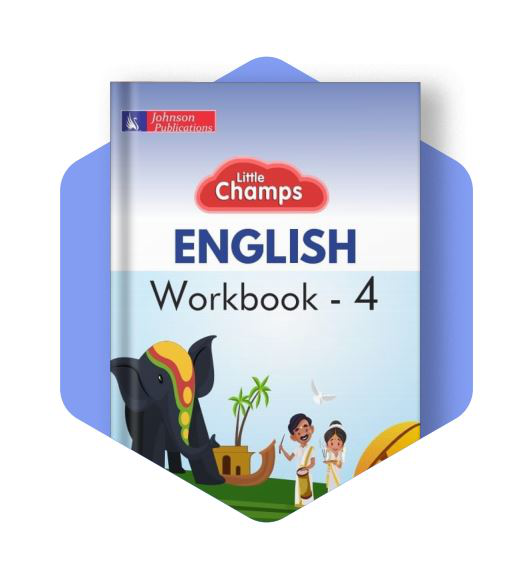 Johnson
Publications
Little
Champs
ENGLISH
Workbook - 4